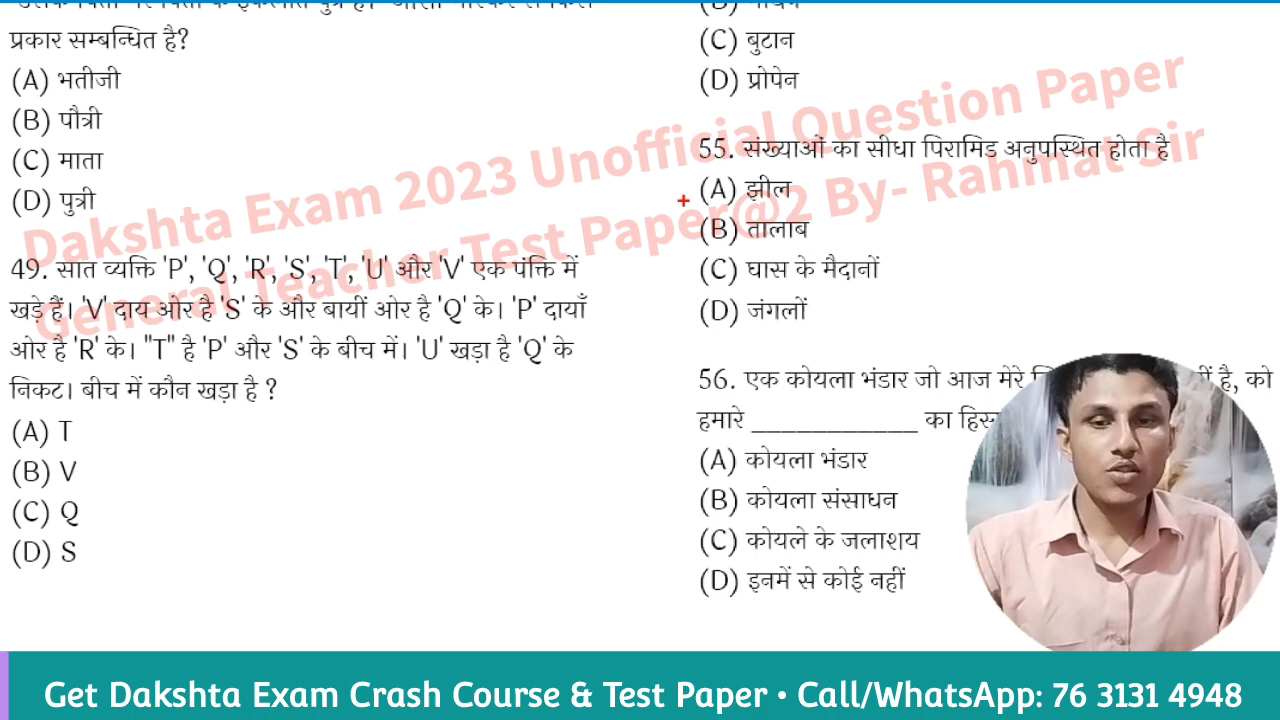 प्रकार सम्बन्धित है?
(A) भतीजी
(B) पौत्री
(C) माता
(D) पुत्री
49. सात व्यक्ति 'P', 'Q', 'R', 'S', 'T', 'U' और 'V' एक पंक्ति में
खड़े हैं। 'V' दाय ओर है 'S' के और बायीं ओर है 'Q' के। 'P' दायाँ
ओर है 'R' के। "T" है 'P' और 'S' के बीच में। 'U' खड़ा है 'Q' के
निकट। बीच में कौन खड़ा है ?
(A) T
(B) V
(C) Q
(D) S
(C) बुटान
(D) प्रोपेन
55. संख्याओं का सीधा पिरामिड अनुपस्थित होता है
+ (A) झील
(B) तालाब
(C) घास के मैदानों
(D) जंगलों
56. एक कोयला भंडार जो आज मेरे है, को
हमारे ____________ का
(A) कोयला भंडार
(B) कोयला संसाधन
(C) कोयले के जलाशय
(D) इनमें से कोई नहीं
Dakshta Exam 2023 Unofficial Question Paper
General Teacher Test Paper@2 By- Rahmat Sir
Get Dakshta Exam Crash Course & Test Paper • Call/WhatsApp: 76 3131 4948